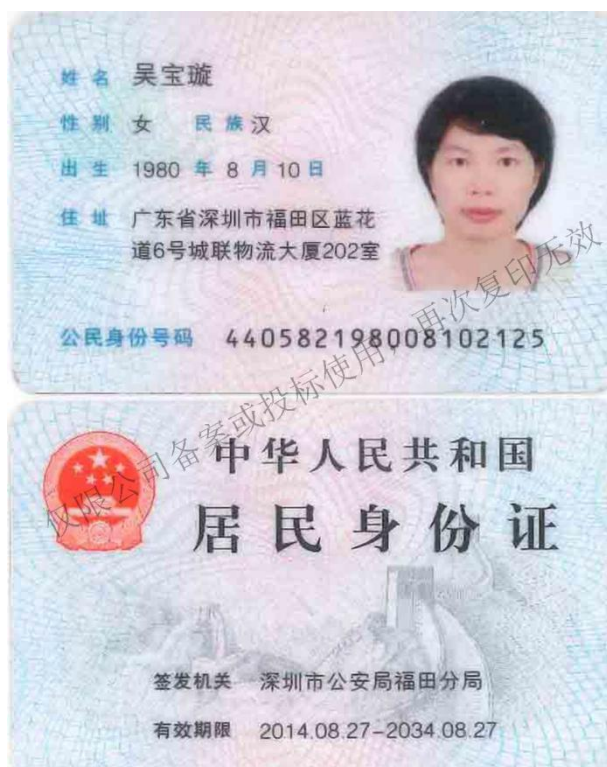 姓名 吴宝璇
性别 女 民族 汉
出生 1980 年 8 月 10 日
住址 广东省深圳市福田区蓝花
道6号城联物流大厦202室
公民身份号码 440582198008102125
仅限公司备案或投标使用，再次复印无效
中华人民共和国
居民身份证
签发机关 深圳市公安局福田分局
有效期限 2014.08.27-2034.08.27